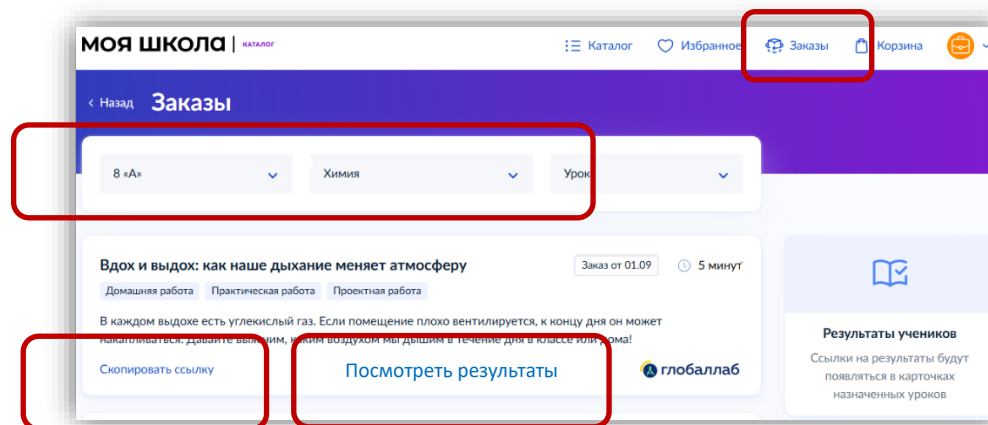 МОЯ ШКОЛА | КАТАЛОГ
Каталог
Избранное
Заказы
Корзина
‹ Назад
Заказы
8 «А»
Химия
Урок
Вдох и выдох: как наше дыхание меняет атмосферу
Заказ от 01.09
5 минут
Домашняя работа
Практическая работа
Проектная работа
В каждом выдохе есть углекислый газ. Если помещение плохо вентилируется, к концу дня он может
накапливаться. Давайте выясним, каким воздухом мы дышим в течение дня в классе или дома!
Скопировать ссылку
Посмотреть результаты
глобаллаб
Результаты учеников
Ссылки на результаты будут
появляться в карточках
назначенных уроков